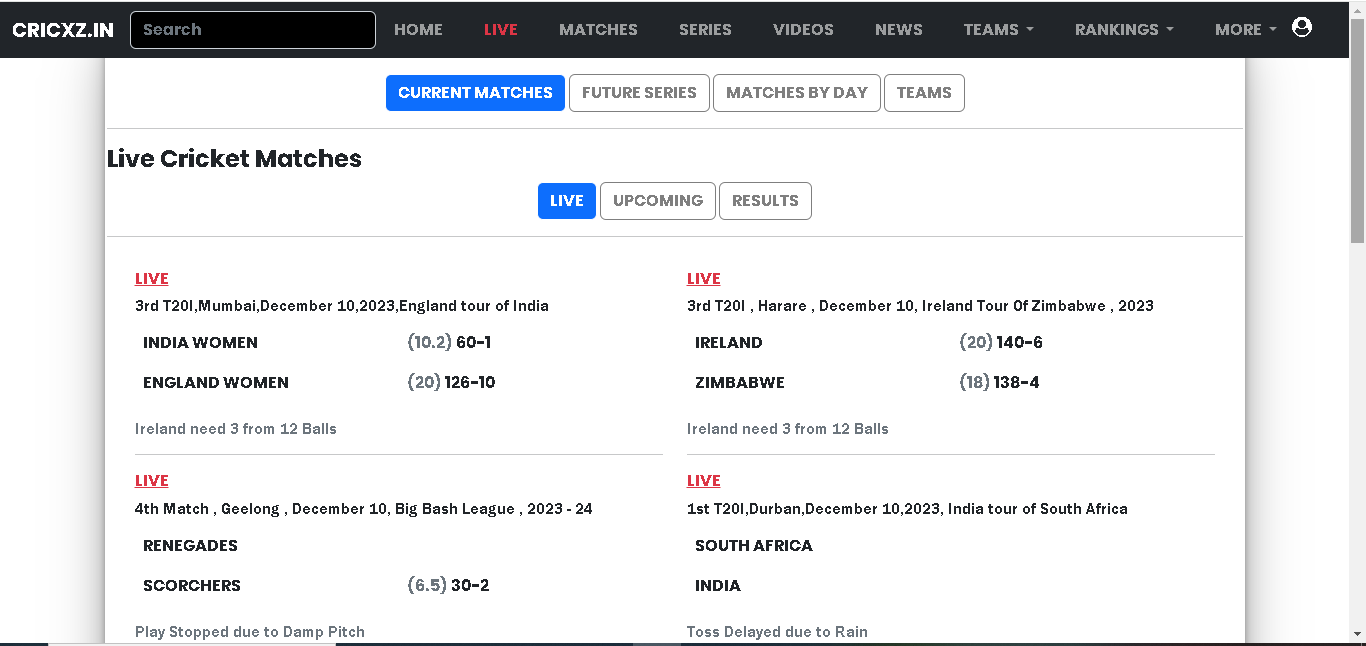 CRICXZ.IN Search HOME LIVE MATCHES SERIES VIDEOS NEWS TEAMS RANKINGS MORE
CURRENT MATCHES FUTURE SERIES MATCHES BY DAY TEAMS
Live Cricket Matches
LIVE UPCOMING RESULTS
LIVE
3rd T20I,Mumbai,December 10,2023,England tour of India
INDIA WOMEN (10.2) 60-1
ENGLAND WOMEN (20) 126-10
Ireland need 3 from 12 Balls
LIVE
3rd T20I , Harare , December 10, Ireland Tour Of Zimbabwe , 2023
IRELAND (20) 140-6
ZIMBABWE (18) 138-4
Ireland need 3 from 12 Balls
LIVE
4th Match , Geelong , December 10, Big Bash League , 2023 - 24
RENEGADES
SCORCHERS (6.5) 30-2
Play Stopped due to Damp Pitch
LIVE
1st T20I,Durban,December 10,2023, India tour of South Africa
SOUTH AFRICA
INDIA
Toss Delayed due to Rain